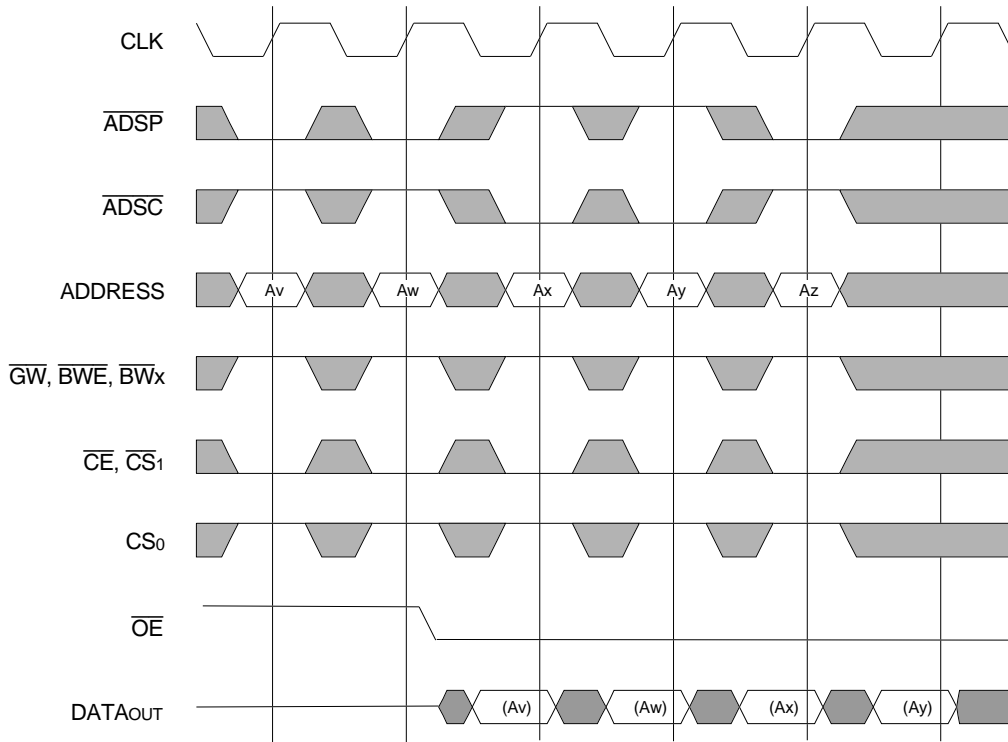 CLK
ADSP
ADSC
ADDRESS Av Aw Ax Ay Az
GW, BWE, BWx
CE, CS1
CS0
OE
DATAOUT (Av) (Aw) (Ax) (Ay)